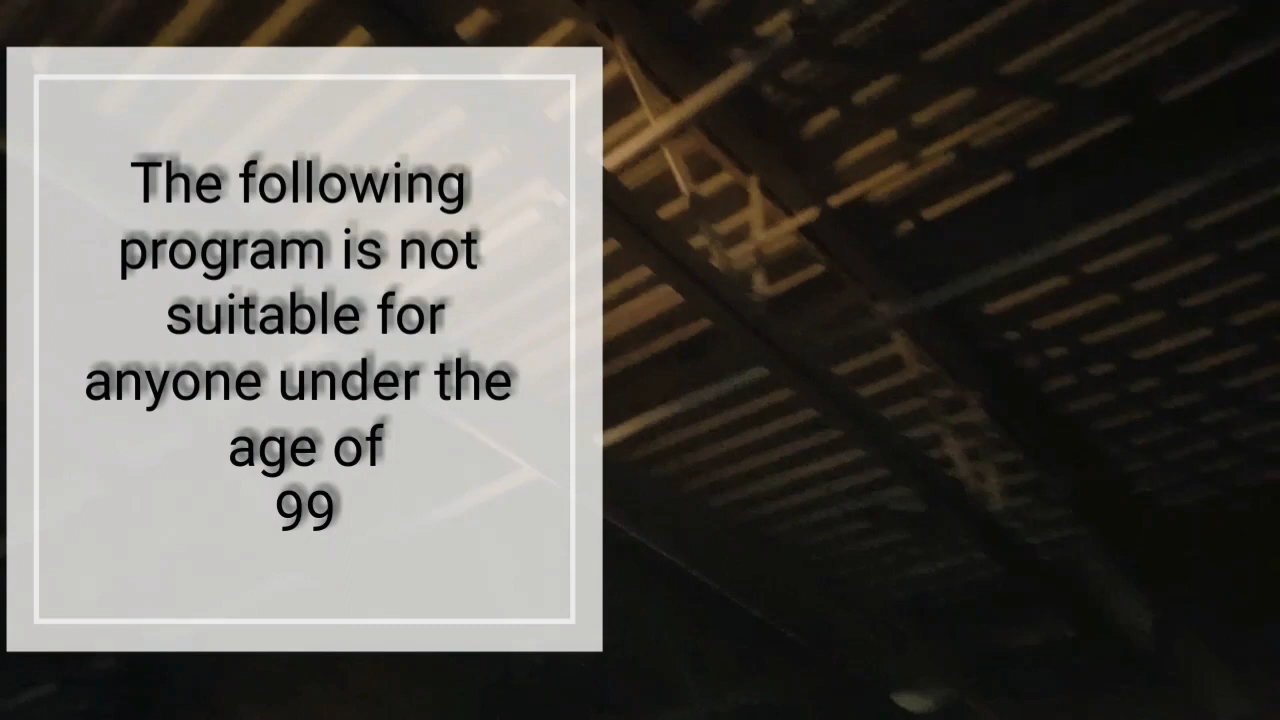 The following
program is not
suitable for
anyone under the
age of
99